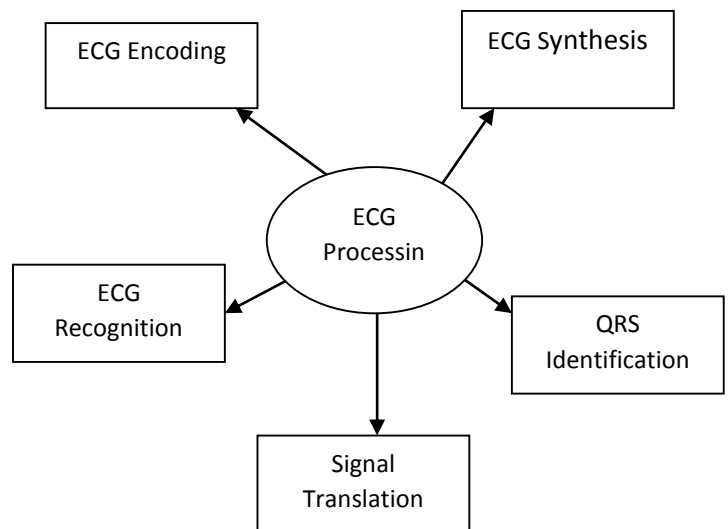 ECG Encoding
ECG Synthesis
ECG
Processin
ECG
Recognition
QRS
Identification
Signal
Translation